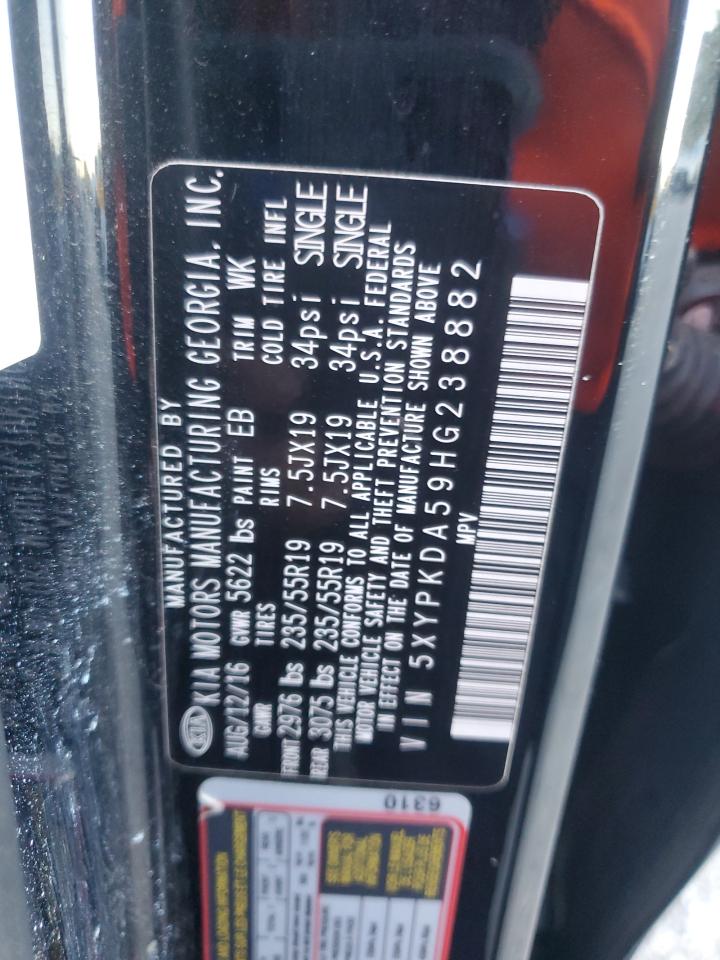 MANUFACTURED BY
KIA KIA MOTORS MANUFACTURING GEORGIA, INC.
AUG/12/16 GVWR 5622 lbs PAINT EB TRIM WK
GAWR TIRES RIMS COLD TIRE INFL
FRONT 2976 lbs 235/55R19 7.5JX19 34psi SINGLE
REAR 3075 lbs 235/55R19 7.5JX19 34psi SINGLE
THIS VEHICLE CONFORMS TO ALL APPLICABLE U.S.A. FEDERAL
MOTOR VEHICLE SAFETY AND THEFT PREVENTION STANDARDS
IN EFFECT ON THE DATE OF MANUFACTURE SHOWN ABOVE
VIN 5XYPKDA59HG238882
MPV
6310